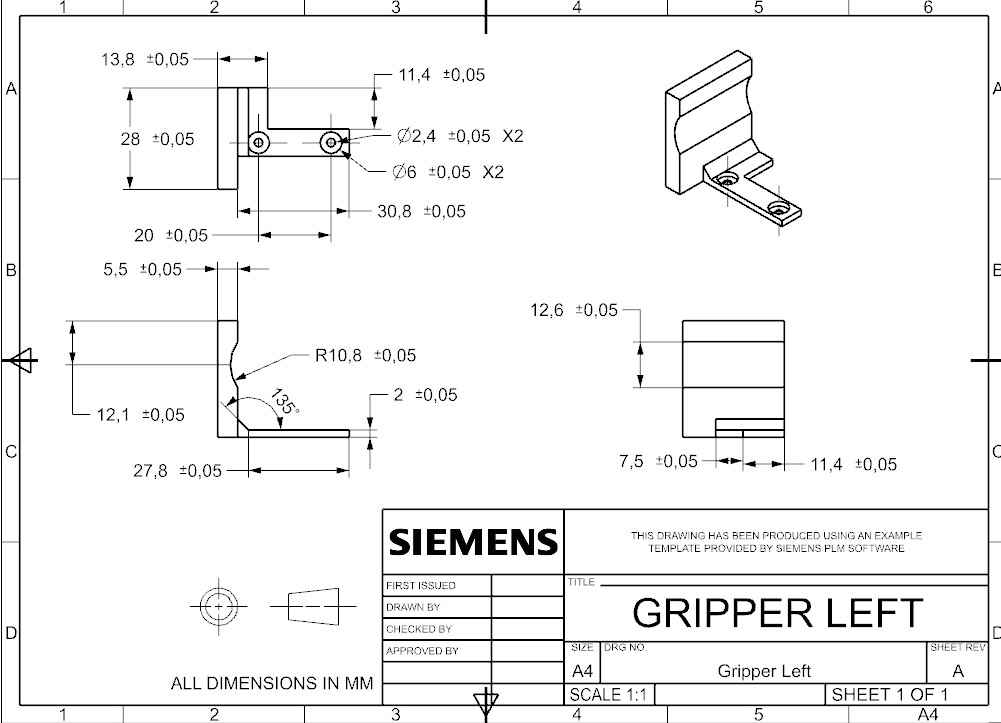 1 2 3 4 5 6
A A
13,8 ±0,05
11,4 ±0,05
28 ±0,05
∅2,4 ±0,05 X2
∅6 ±0,05 X2
30,8 ±0,05
20 ±0,05
B B
5,5 ±0,05
12,6 ±0,05
R10,8 ±0,05
135°
2 ±0,05
12,1 ±0,05
C C
27,8 ±0,05
7,5 ±0,05
11,4 ±0,05
SIEMENS
THIS DRAWING HAS BEEN PRODUCED USING AN EXAMPLE
TEMPLATE PROVIDED BY SIEMENS PLM SOFTWARE
FIRST ISSUED
TITLE
DRAWN BY
GRIPPER LEFT
CHECKED BY
D D
APPROVED BY
SIZE DRG NO. SHEET REV
A4 Gripper Left A
ALL DIMENSIONS IN MM
SCALE 1:1 SHEET 1 OF 1
1 2 3 4 5 A4